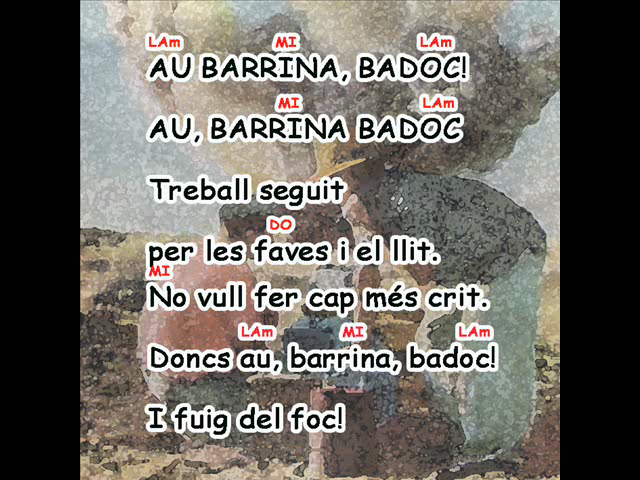 LAm MI LAm
AU BARRINA, BADOC!
MI LAm
AU, BARRINA BADOC
Treball seguit
DO
per les faves i el llit.
MI
No vull fer cap més crit.
LAm MI LAm
Doncs au, barrina, badoc!
I fuig del foc!